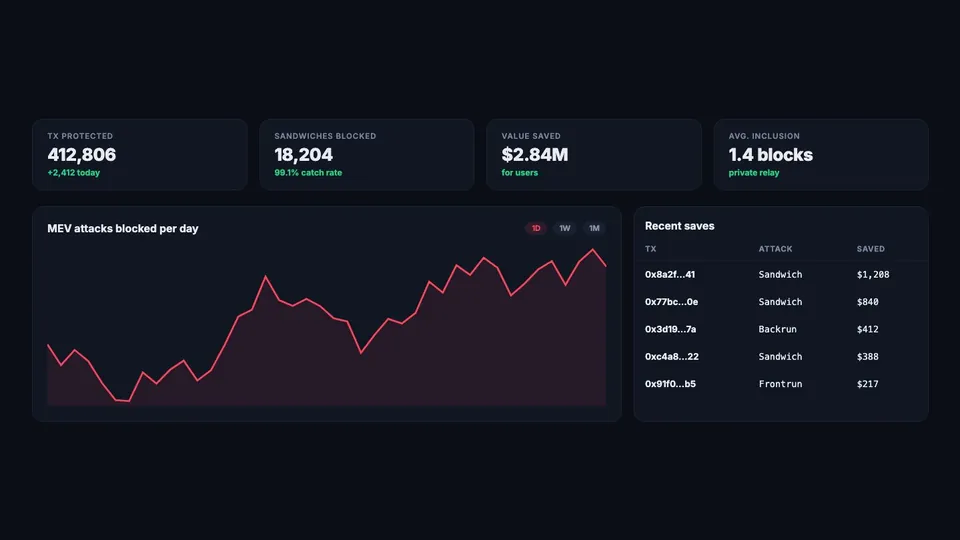 TX PROTECTED
412,806
+2,412 today
SANDWICHES BLOCKED
18,204
99.1% catch rate
VALUE SAVED
$2.84M
for users
AVG. INCLUSION
1.4 blocks
private relay
MEV attacks blocked per day
1D 1W 1M
Recent saves
TX ATTACK SAVED
0x8a2f...41 Sandwich $1,208
0x77bc...0e Sandwich $840
0x3d19...7a Backrun $412
0xc4a8...22 Sandwich $388
0x91f0...b5 Frontrun $217